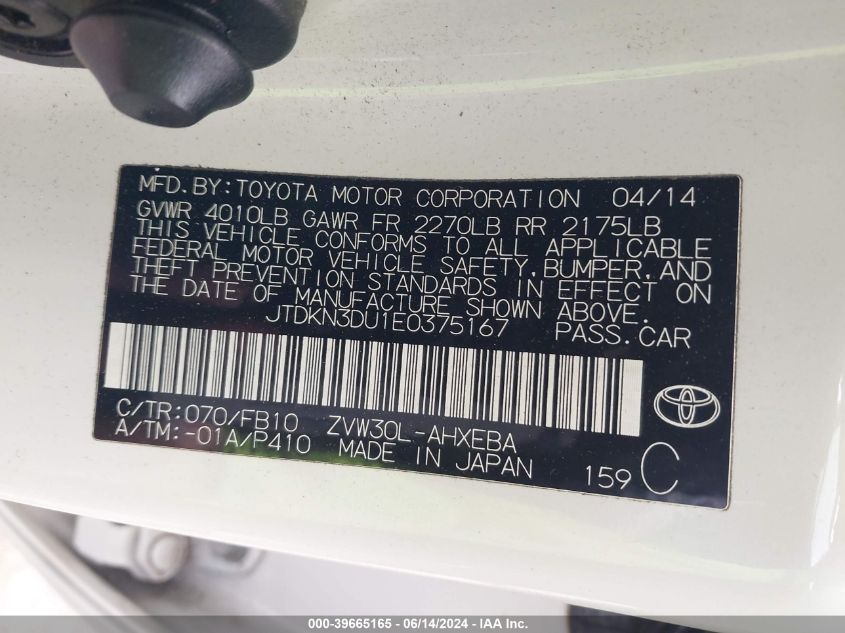 MFD.BY:TOYOTA MOTOR CORPORATION 04/14
GVWR 4010LB GAWR FR 2270LB RR 2175LB
THIS VEHICLE CONFORMS TO ALL APPLICABLE
FEDERAL MOTOR VEHICLE SAFETY,BUMPER,AND
THEFT PREVENTION STANDARDS IN EFFECT ON
THE DATE OF MANUFACTURE SHOWN ABOVE.
JTDKN3DU1E0375167 PASS.CAR
C/TR:070/FB10 ZVW30L-AHXEBA
A/TM:-01A/P410 MADE IN JAPAN 159 C
000-39665165 - 06/14/2024 - IAA Inc.